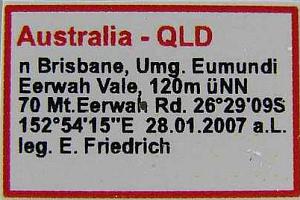 Australia - QLD
n Brisbane, Umg. Eumundi
Eerwah Vale, 120m üNN
70 Mt.Eerwah Rd. 26°29'09S
152°54'15"E 28.01.2007 a.L.
leg. E. Friedrich